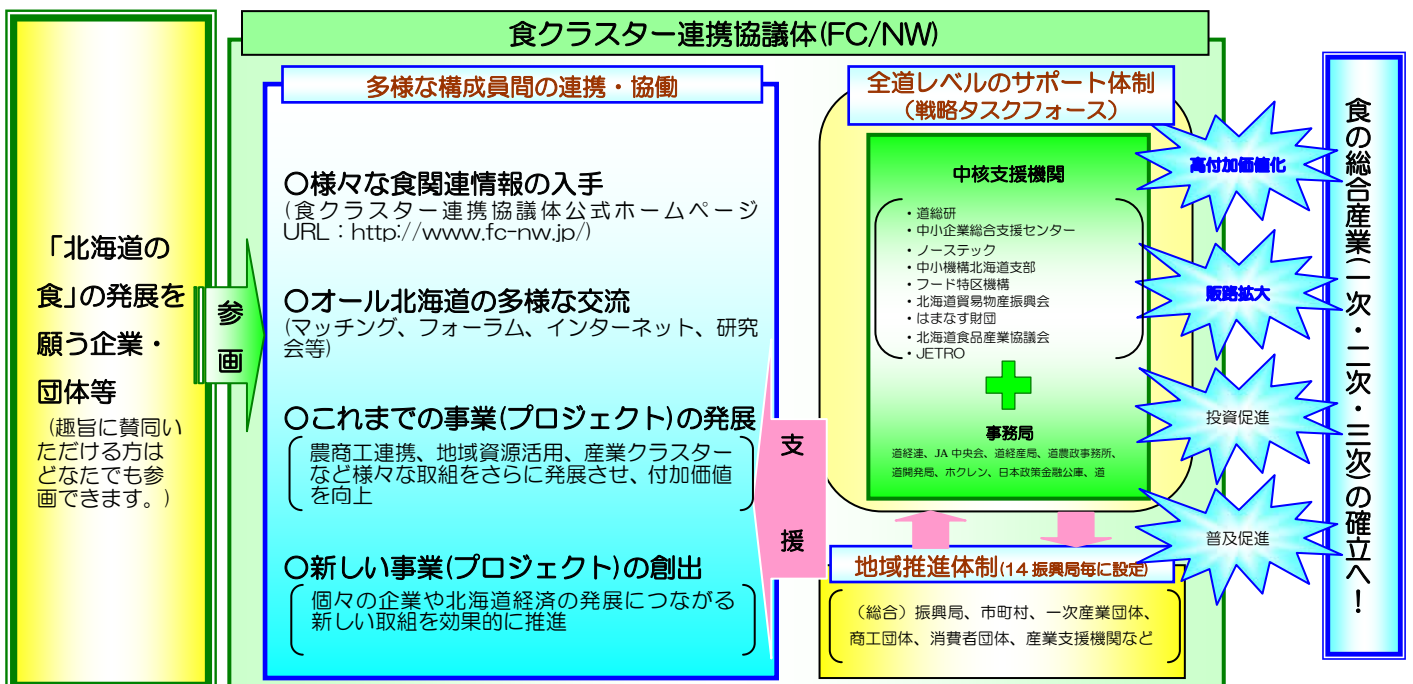 食クラスター連携協議体(FC/NW)
「北海道の
食」の発展を
願う企業・
団体等
(趣旨に賛同い
ただける方は
どなたでも参
画できます。)
参
画
多様な構成員間の連携・協働
○様々な食関連情報の入手
(食クラスター連携協議体公式ホームページ
URL:http://www.fc-nw.jp/)
○オール北海道の多様な交流
(マッチング、フォーラム、インターネット、研究
会等)
○これまでの事業(プロジェクト)の発展
農商工連携、地域資源活用、産業クラスター
など様々な取組をさらに発展させ、付加価値
を向上
○新しい事業(プロジェクト)の創出
個々の企業や北海道経済の発展につながる
新しい取組を効果的に推進
支
援
全道レベルのサポート体制
(戦略タスクフォース)
中核支援機関
・道総研
・中小企業総合支援センター
・ノーステック
・中小機構北海道支部
・フード特区機構
・北海道貿易物産振興会
・はまなす財団
・北海道食品産業協議会
・JETRO
事務局
道経連、JA 中央会、道経産局、道農政事務所、
道開発局、ホクレン、日本政策金融公庫、道
地域推進体制(14 振興局毎に設定)
(総合)振興局、市町村、一次産業団体、
商工団体、消費者団体、産業支援機関など
高付加価値化
販路拡大
投資促進
普及促進
食の総合産業(一次・二次・三次)の確立へ!